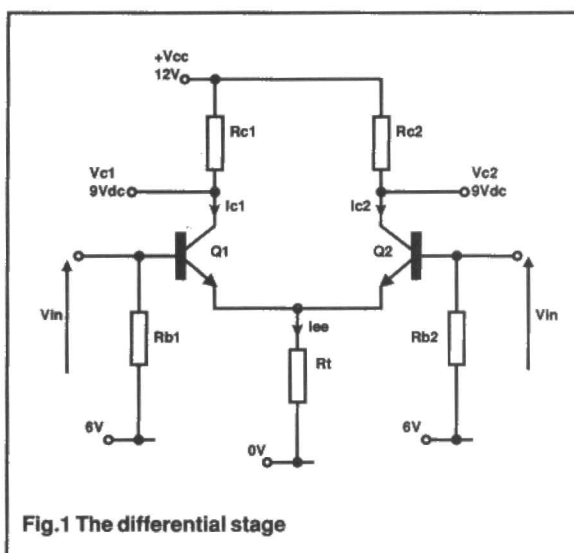 +Vcc
12V
Rc1
Rc2
Vc1
9Vdc
Vc2
9Vdc
Ic1
Ic2
Q1
Q2
Vin
Vin
Iee
Rb1
Rb2
Rt
6V
0V
6V
Fig.1 The differential stage